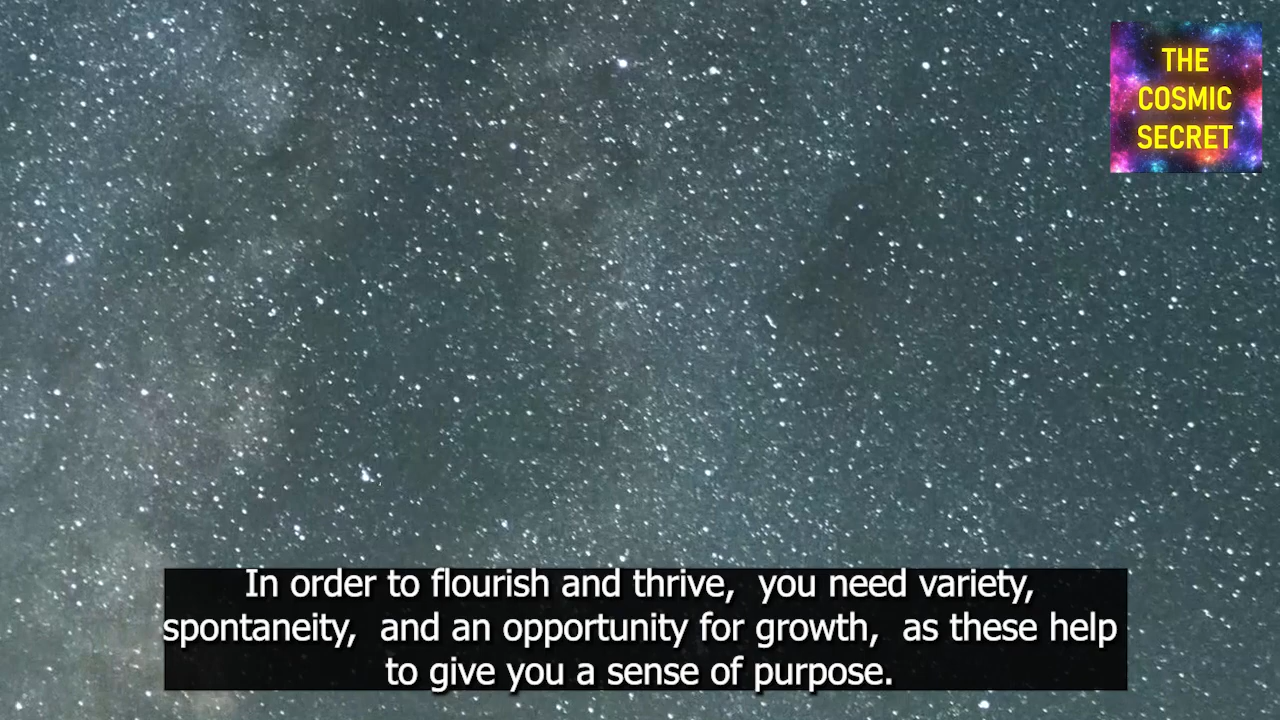 THE
COSMIC
SECRET
In order to flourish and thrive,  you need variety,
spontaneity,  and an opportunity for growth,  as these help
to give you a sense of purpose.